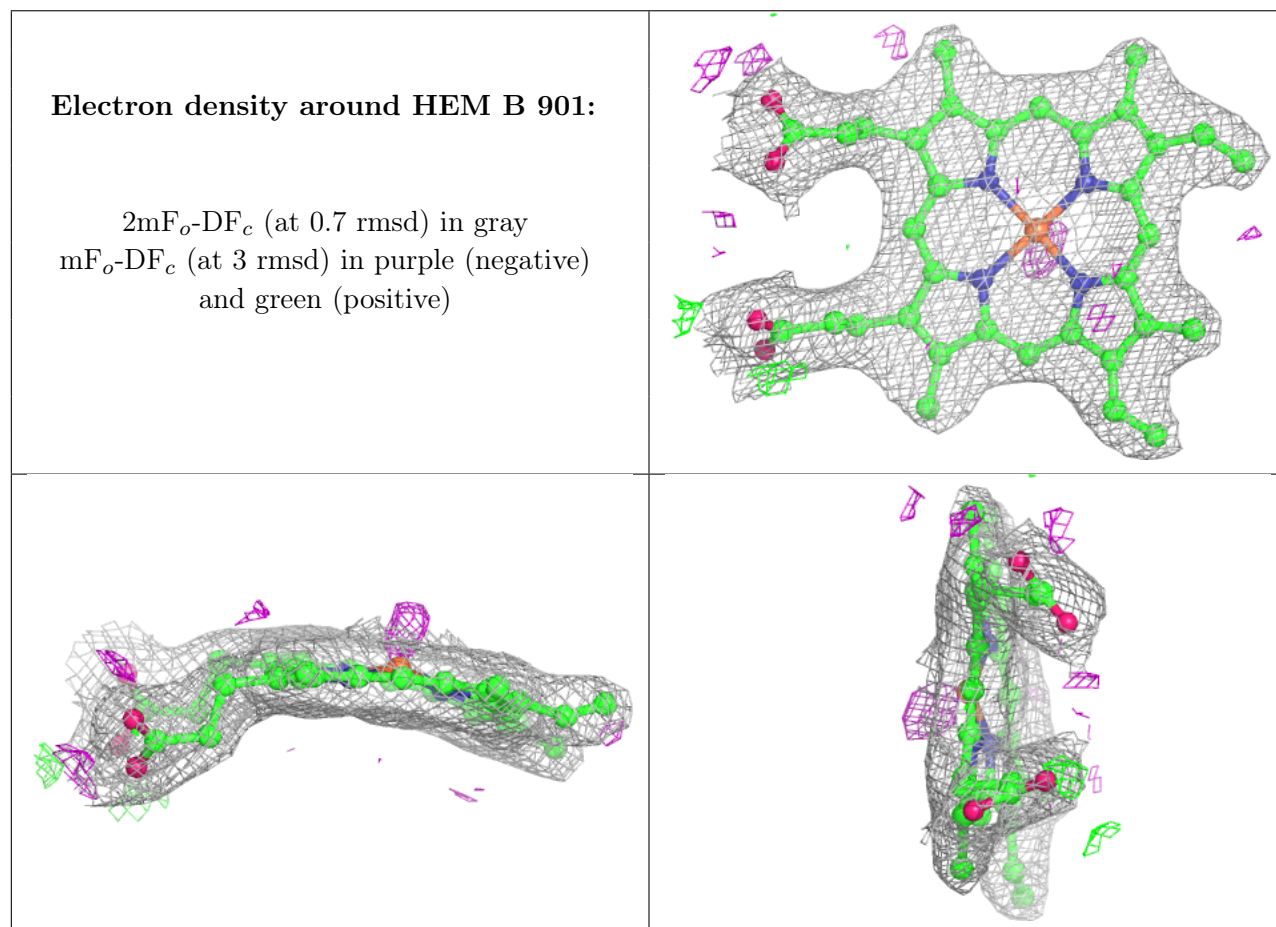 Electron density around HEM B 901:
2mFo-DFc (at 0.7 rmsd) in gray
mFo-DFc (at 3 rmsd) in purple (negative)
and green (positive)